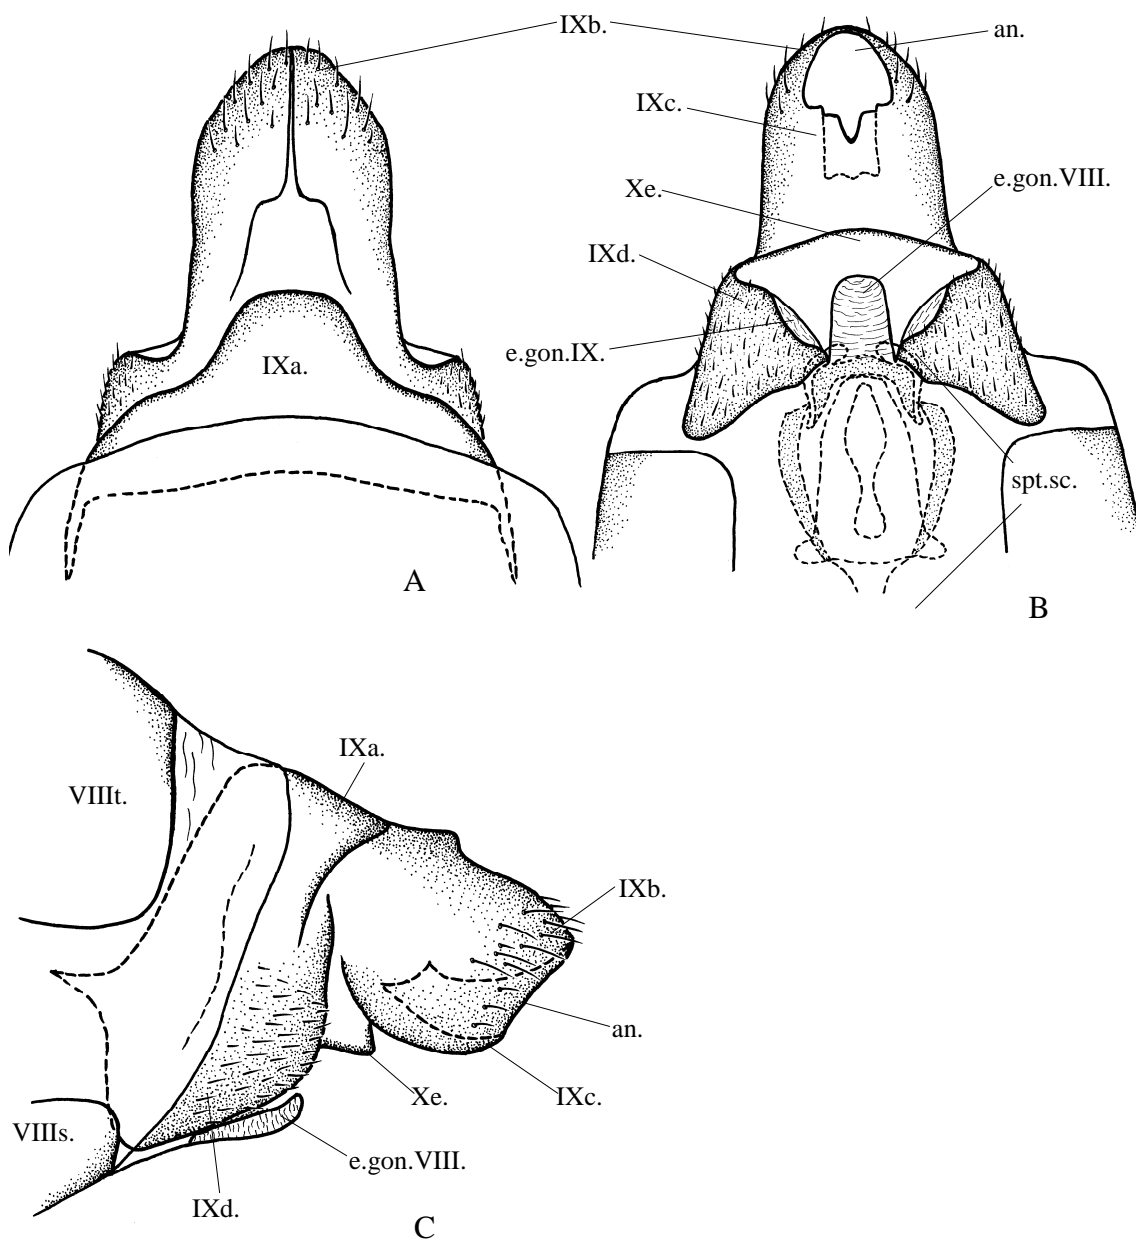 IXb.
an.
IXc.
Xe.
e.gon.VIII.
IXd.
e.gon.IX.
IXa.
spt.sc.
A
B
IXa.
VIIIt.
IXb.
an.
Xe.
IXc.
VIIIs.
e.gon.VIII.
IXd.
C